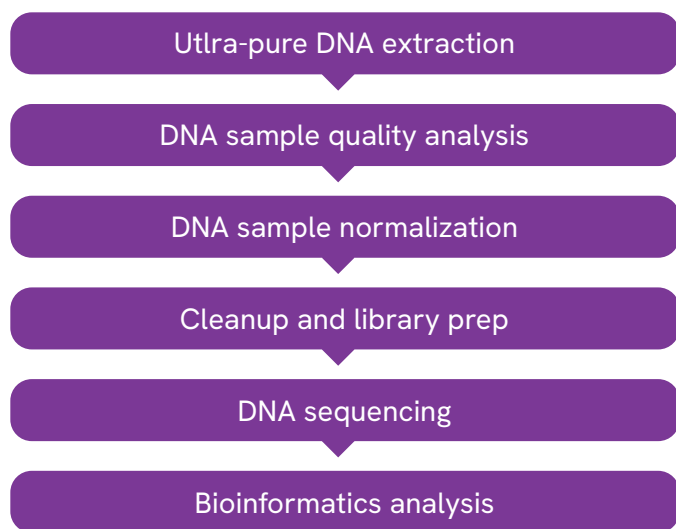 Utlra-pure DNA extraction
DNA sample quality analysis
DNA sample normalization
Cleanup and library prep
DNA sequencing
Bioinformatics analysis